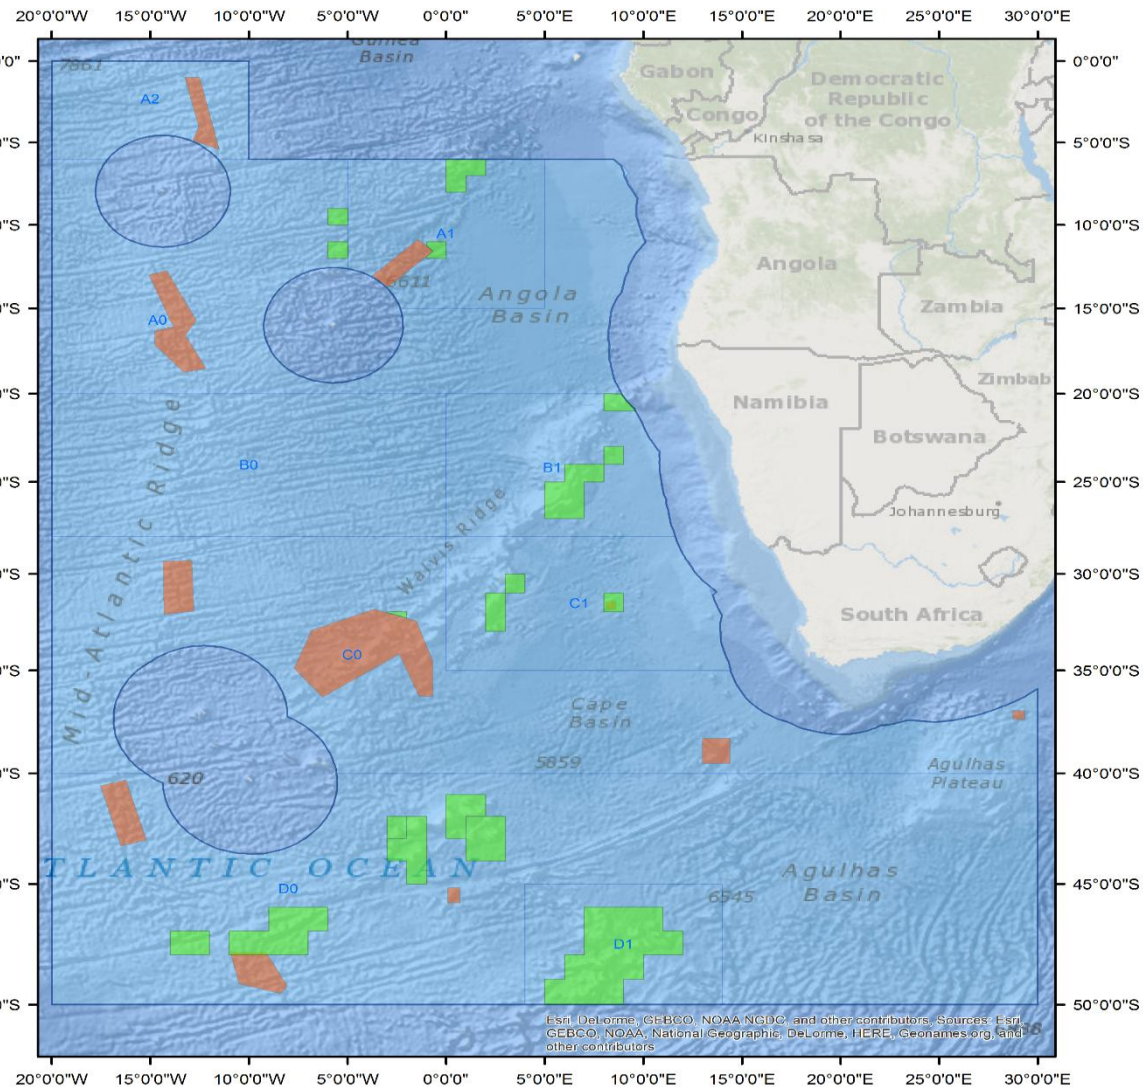 20°0'0"W 15°0'0"W 10°0'0"W 5°0'0"W 0°0'0" 5°0'0"E 10°0'0"E 15°0'0"E 20°0'0"E 25°0'0"E 30°0'0"E
Guinea
Basin
7861
0°0'0"
A2
Gabon
Democratic
Republic
of the Congo
Congo
Kinshasa
5°0'0"S
10°0'0"S
A1
6611
Angola
Basin
Angola
A0
Zambia
15°0'0"S
Zimbab
20°0'0"S
Namibia
Botswana
B0
B1
25°0'0"S
Mid-Atlantic Ridge
Walvis Ridge
Johannesburg
30°0'0"S
C1
South Africa
C0
35°0'0"S
Cape
Basin
5859
620
Agulhas
Plateau
40°0'0"S
TLANTIC OCEAN
Agulhas
Basin
45°0'0"S
D0
6545
D1
50°0'0"S
Esri, DeLorme, GEBCO, NOAA NGDC, and other contributors, Sources: Esri,
GEBCO, NOAA, National Geographic, DeLorme, HERE, Geonames.org, and
other contributors
20°0'0"W 15°0'0"W 10°0'0"W 5°0'0"W 0°0'0" 5°0'0"E 10°0'0"E 15°0'0"E 20°0'0"E 25°0'0"E 30°0'0"E